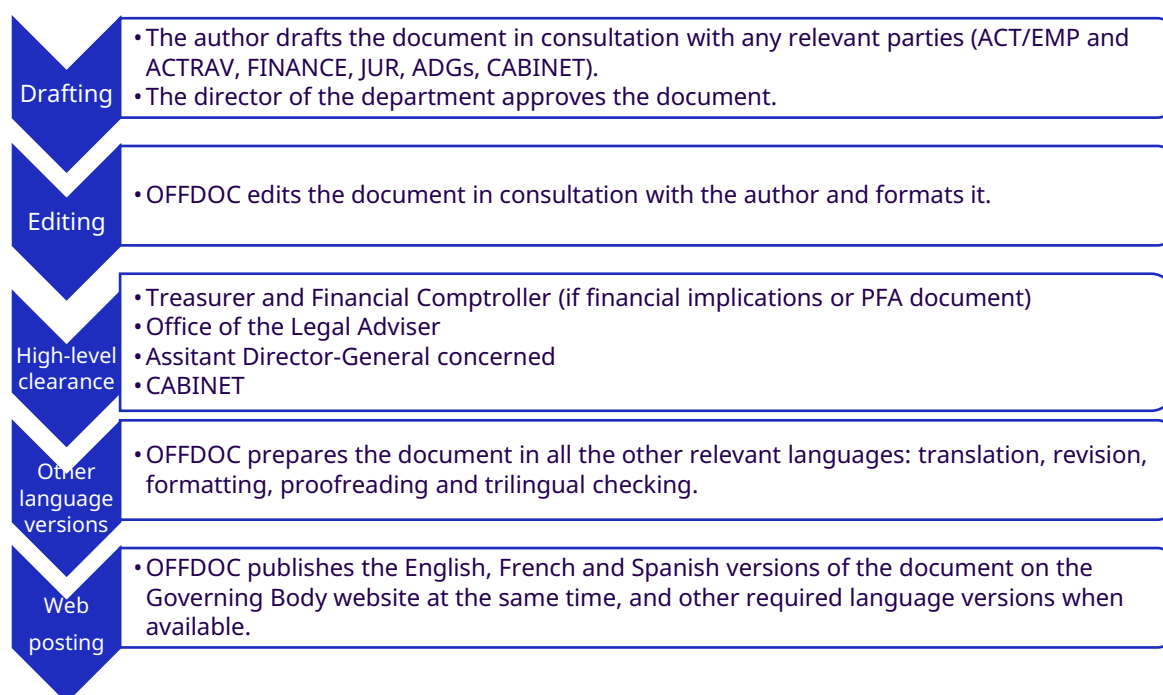 Drafting
•The author drafts the document in consultation with any relevant parties (ACT/EMP and
ACTRAV, FINANCE, JUR, ADGs, CABINET).
•The director of the department approves the document.
Editing
•OFFDOC edits the document in consultation with the author and formats it.
High-level
clearance
•Treasurer and Financial Comptroller (if financial implications or PFA document)
•Office of the Legal Adviser
•Assitant Director-General concerned
•CABINET
Other
language
versions
•OFFDOC prepares the document in all the other relevant languages: translation, revision,
formatting, proofreading and trilingual checking.
Web
posting
•OFFDOC publishes the English, French and Spanish versions of the document on the
Governing Body website at the same time, and other required language versions when
available.